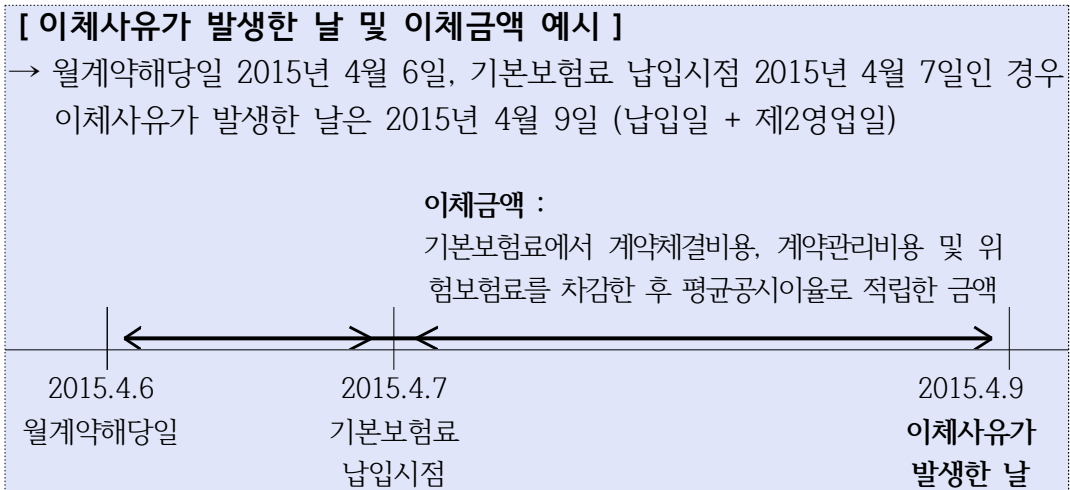 [ 이체사유가 발생한 날 및 이체금액 예시 ]
→ 월계약해당일 2015년 4월 6일, 기본보험료 납입시점 2015년 4월 7일인 경우
이체사유가 발생한 날은 2015년 4월 9일 (납입일 + 제2영업일)
이체금액 :
기본보험료에서 계약체결비용, 계약관리비용 및 위
험보험료를 차감한 후 평균공시이율로 적립한 금액
2015.4.6 2015.4.7 2015.4.9
월계약해당일 기본보험료 이체사유가
납입시점 발생한 날